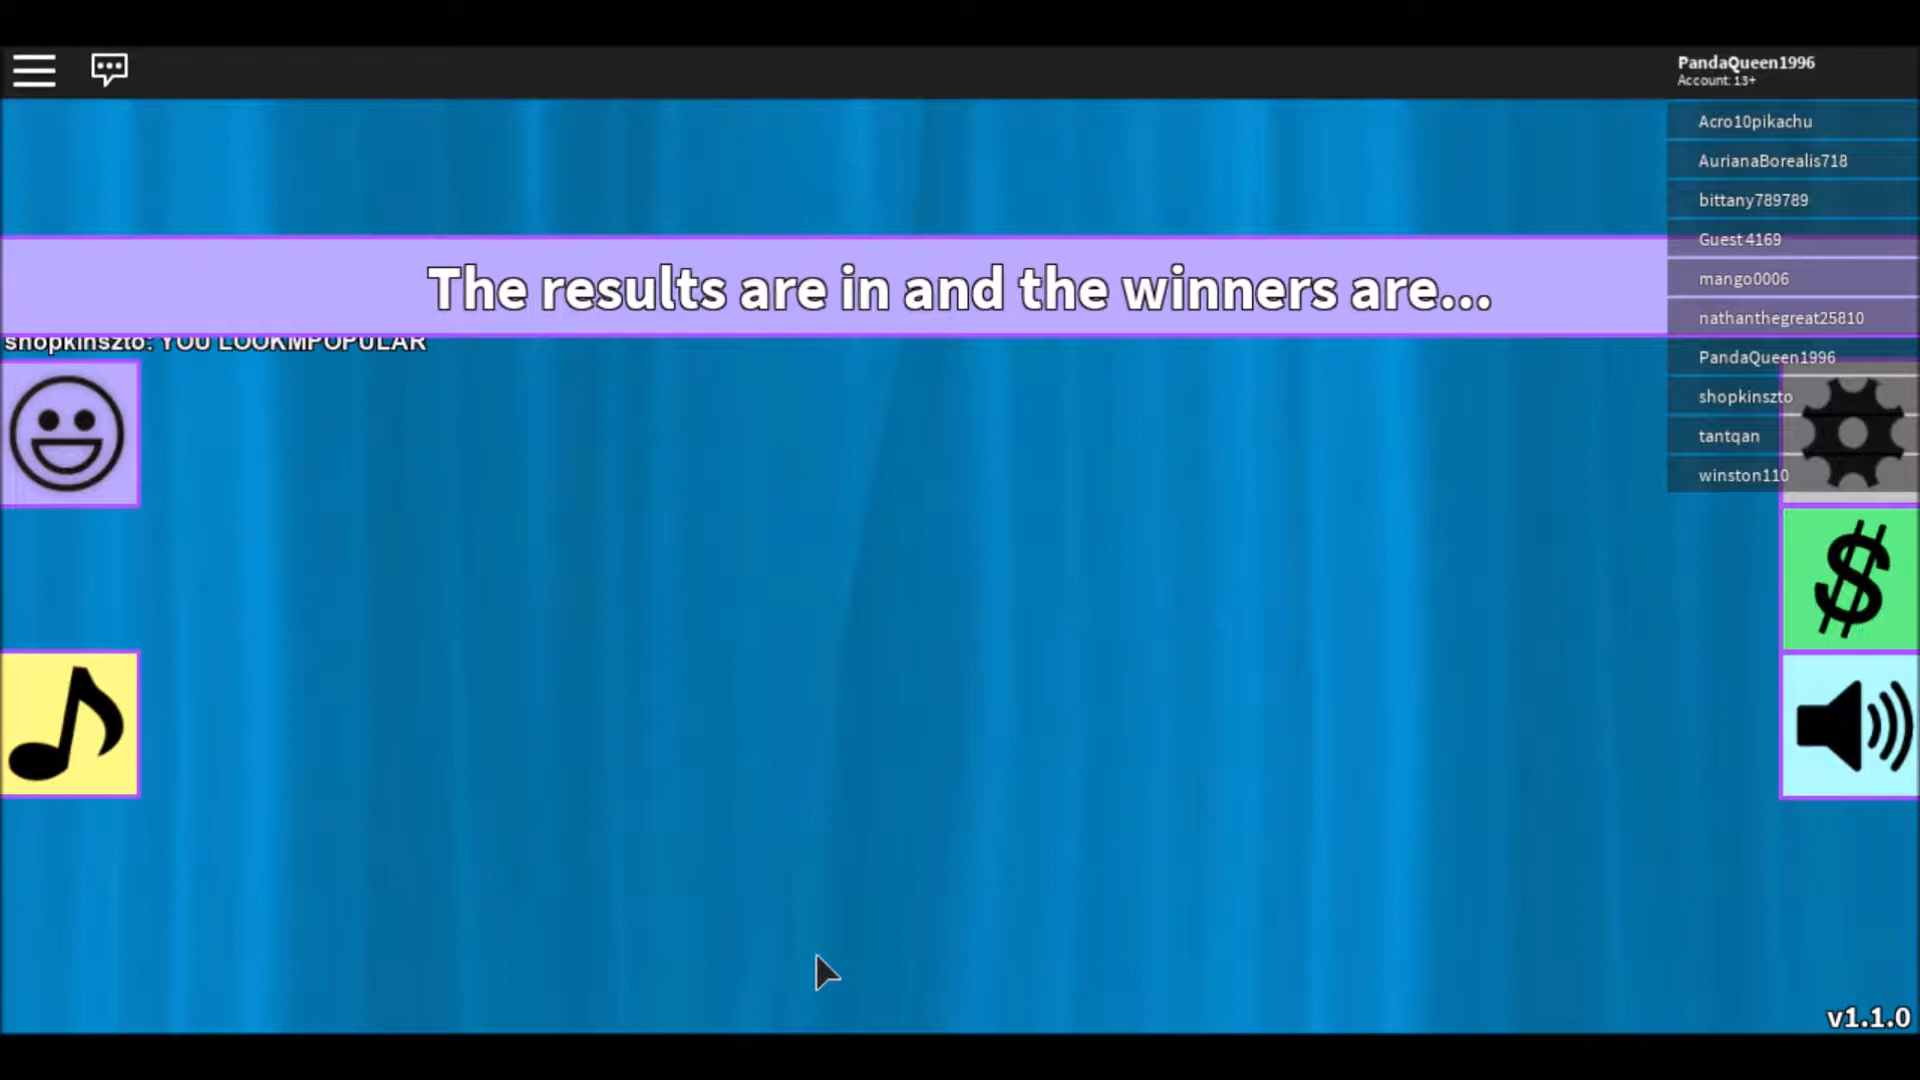 PandaQueen1996
Account: 13+
Acro10pikachu
AurianaBorealis718
bittany789789
Guest 4169
mango0006
nathanthegreat25810
PandaQueen1996
shopkinszto
tantqan
winston110
The results are in and the winners are...
shopkinszto: YOU LOOKMPOPULAR
$
v1.1.0